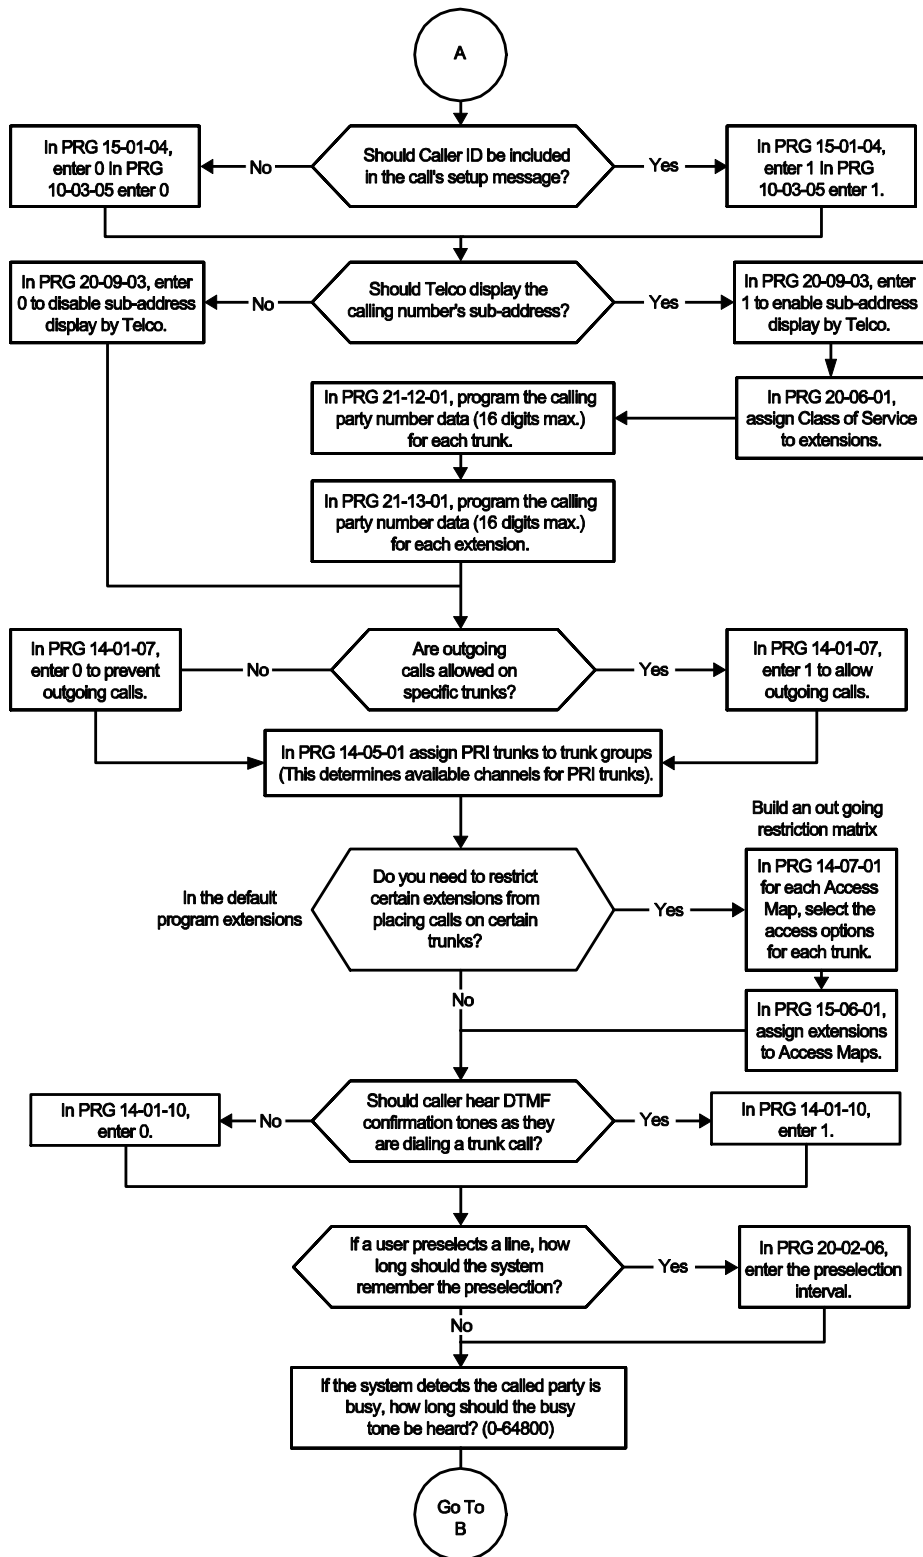 A
In PRG 15-01-04,
enter 0 In PRG
10-03-05 enter 0
No
Should Caller ID be included
in the call's setup message?
Yes
In PRG 15-01-04,
enter 1 In PRG
10-03-05 enter 1.
In PRG 20-09-03, enter
0 to disable sub-address
display by Telco.
No
Should Telco display the
calling number's sub-address?
Yes
In PRG 20-09-03, enter
1 to enable sub-address
display by Telco.
In PRG 20-06-01,
assign Class of Service
to extensions.
In PRG 21-12-01, program the calling
party number data (16 digits max.)
for each trunk.
In PRG 21-13-01, program the calling
party number data (16 digits max.)
for each extension.
In PRG 14-01-07,
enter 0 to prevent
outgoing calls.
No
Are outgoing
calls allowed on
specific trunks?
Yes
In PRG 14-01-07,
enter 1 to allow
outgoing calls.
In PRG 14-05-01 assign PRI trunks to trunk groups
(This determines available channels for PRI trunks).
In the default
program extensions
Do you need to restrict
certain extensions from
placing calls on certain
trunks?
Yes
Build an out going
restriction matrix
In PRG 14-07-01
for each Access
Map, select the
access options
for each trunk.
No
In PRG 15-06-01,
assign extensions
to Access Maps.
In PRG 14-01-10,
enter 0.
No
Should caller hear DTMF
confirmation tones as they
are dialing a trunk call?
Yes
In PRG 14-01-10,
enter 1.
If a user preselects a line, how
long should the system
remember the preselection?
Yes
In PRG 20-02-06,
enter the preselection
interval.
No
If the system detects the called party is
busy, how long should the busy
tone be heard? (0-64800)
Go To
B